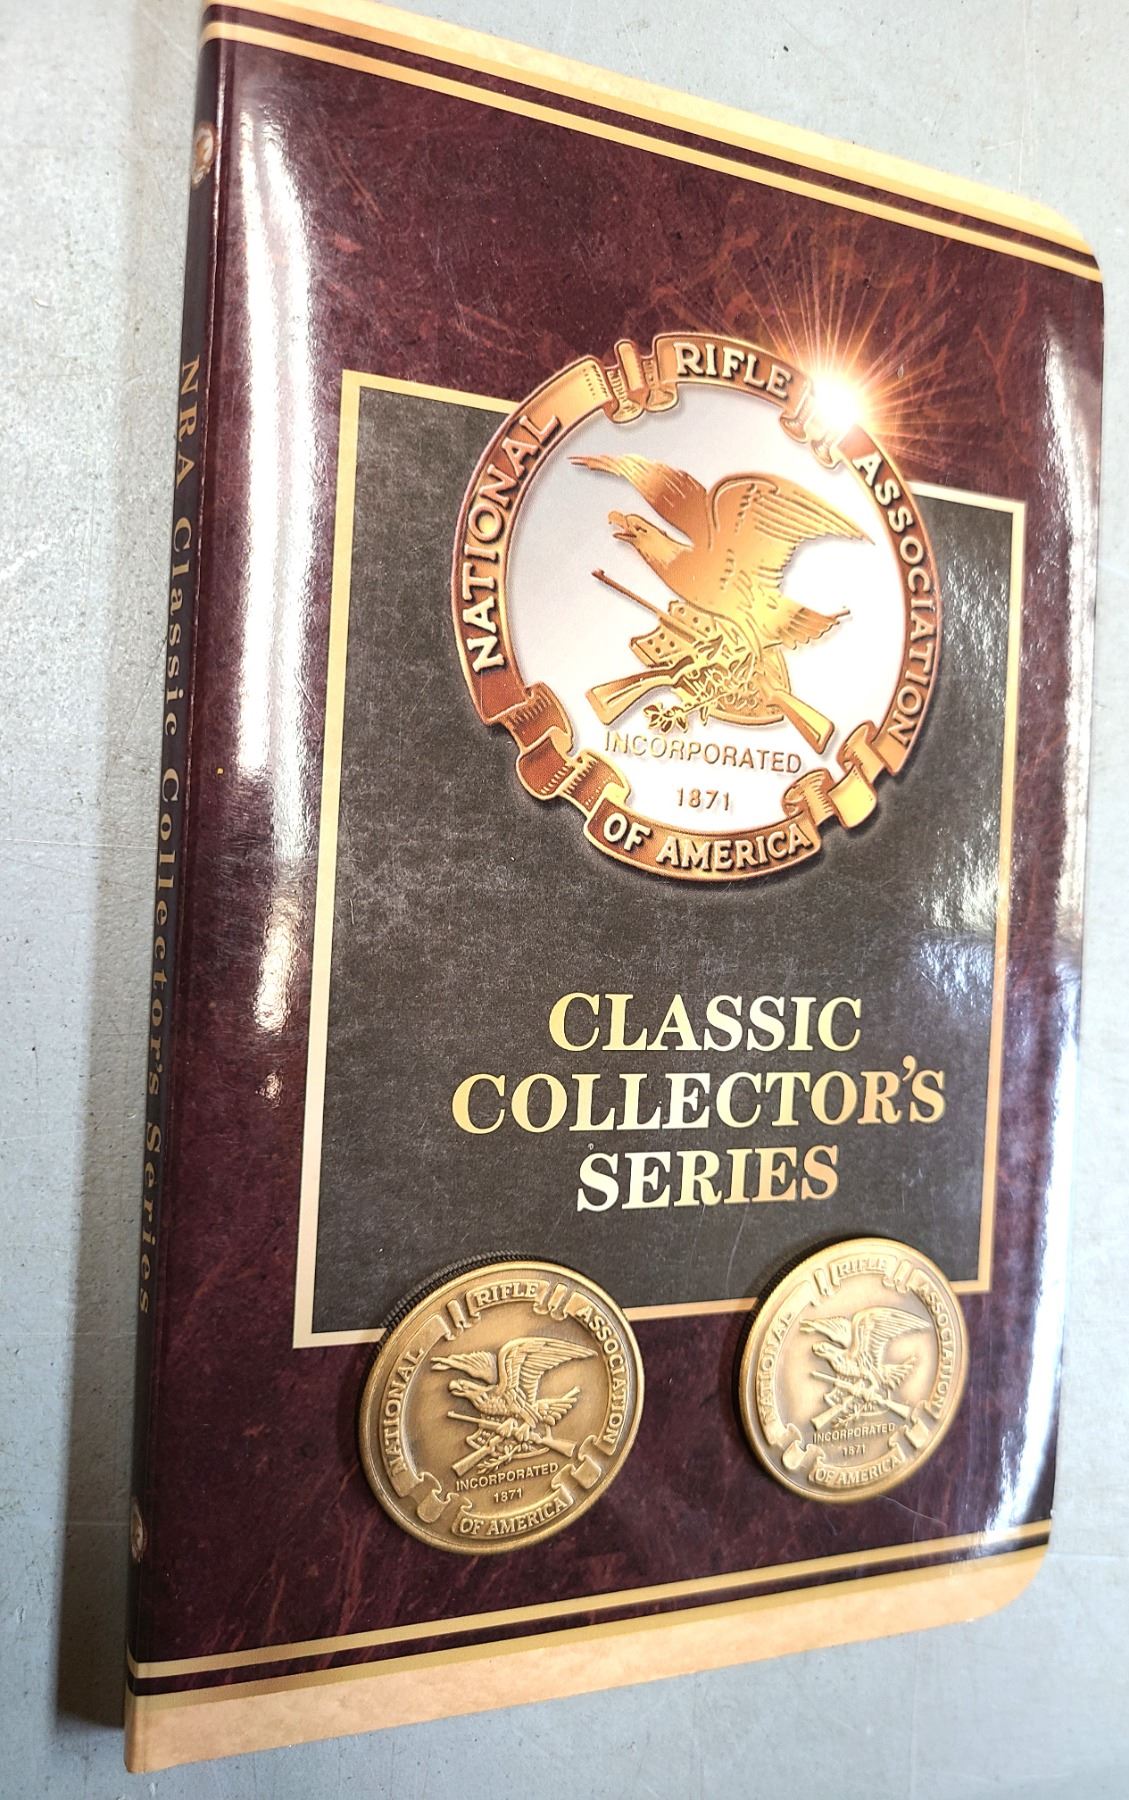 NRA Classic Collector's Series
NATIONAL RIFLE ASSOCIATION
INCORPORATED
1871
OF AMERICA
CLASSIC
COLLECTOR'S
SERIES
NATIONAL RIFLE ASSOCIATION
INCORPORATED
1871
OF AMERICA
NATIONAL RIFLE ASSOCIATION
INCORPORATED
1871
OF AMERICA